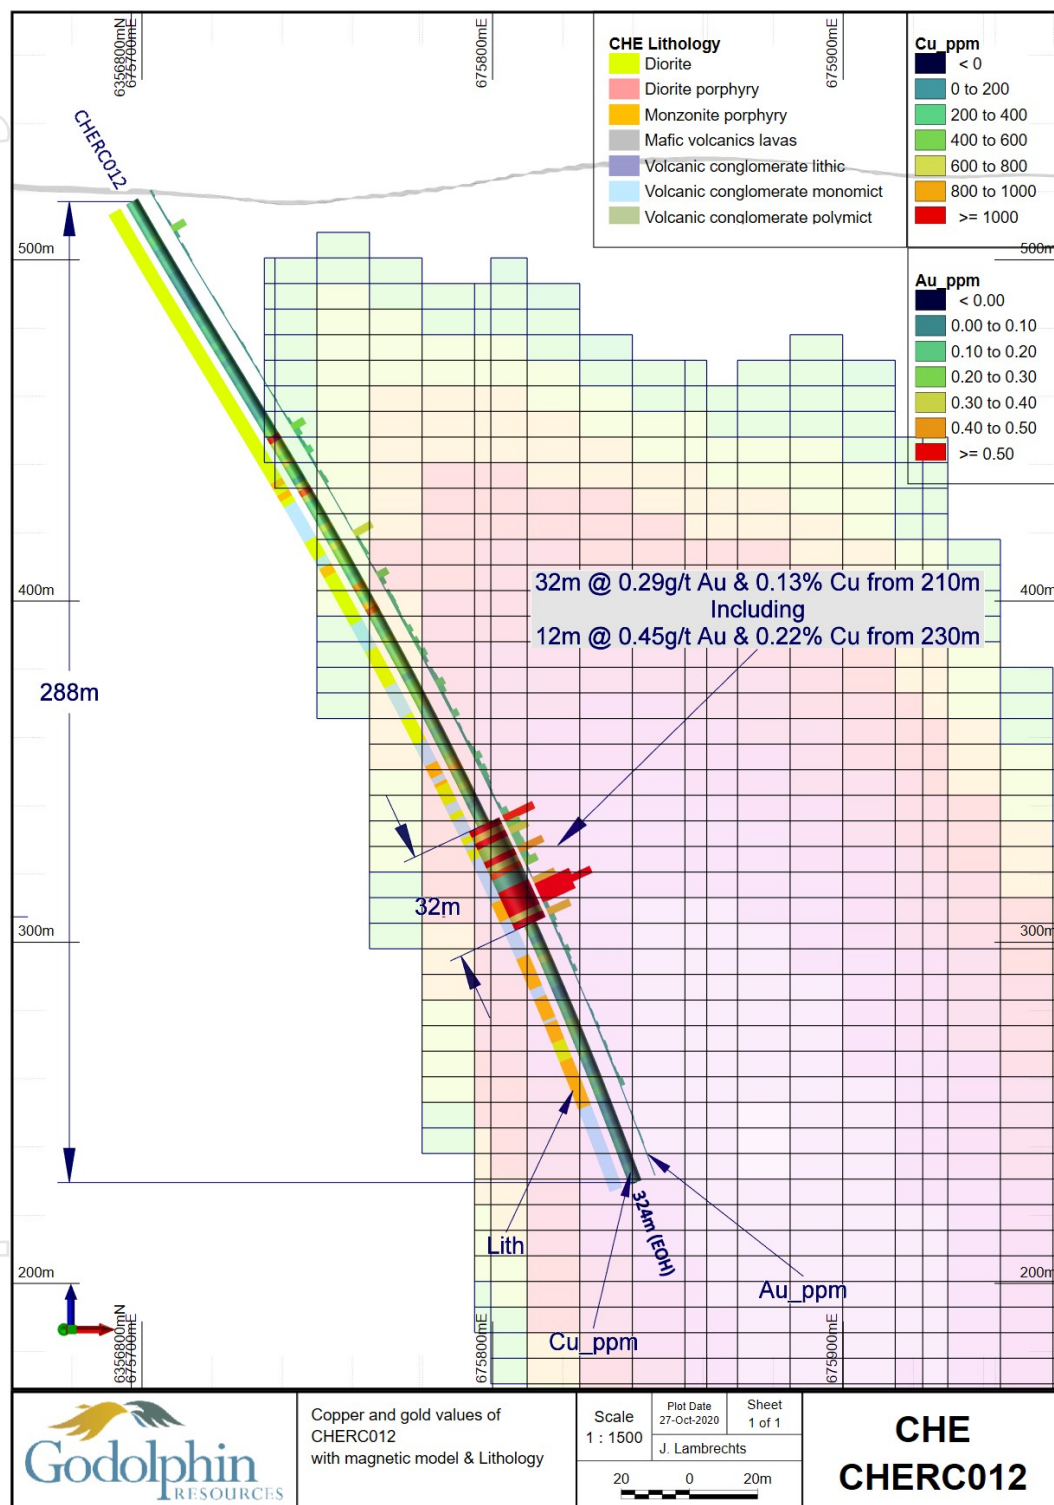 6356800mN
675700mE
675800mE
675900mE
CHE Lithology
Diorite
Diorite porphyry
Monzonite porphyry
Mafic volcanics lavas
Volcanic conglomerate lithic
Volcanic conglomerate monomict
Volcanic conglomerate polymict
Cu_ppm
< 0
0 to 200
200 to 400
400 to 600
600 to 800
800 to 1000
>= 1000
Au_ppm
< 0.00
0.00 to 0.10
0.10 to 0.20
0.20 to 0.30
0.30 to 0.40
0.40 to 0.50
>= 0.50
CHERC012
500m
500m
400m
400m
32m @ 0.29g/t Au & 0.13% Cu from 210m
Including
12m @ 0.45g/t Au & 0.22% Cu from 230m
288m
32m
300m
300m
324m (EOH)
Lith
Cu_ppm
Au_ppm
200m
200m
6356800mN
675700mE
675800mE
675900mE
Godolphin
RESOURCES
Copper and gold values of
CHERC012
with magnetic model & Lithology
Scale
1 : 1500
Plot Date
27-Oct-2020
Sheet
1 of 1
J. Lambrechts
20 0 20m
CHE
CHERC012